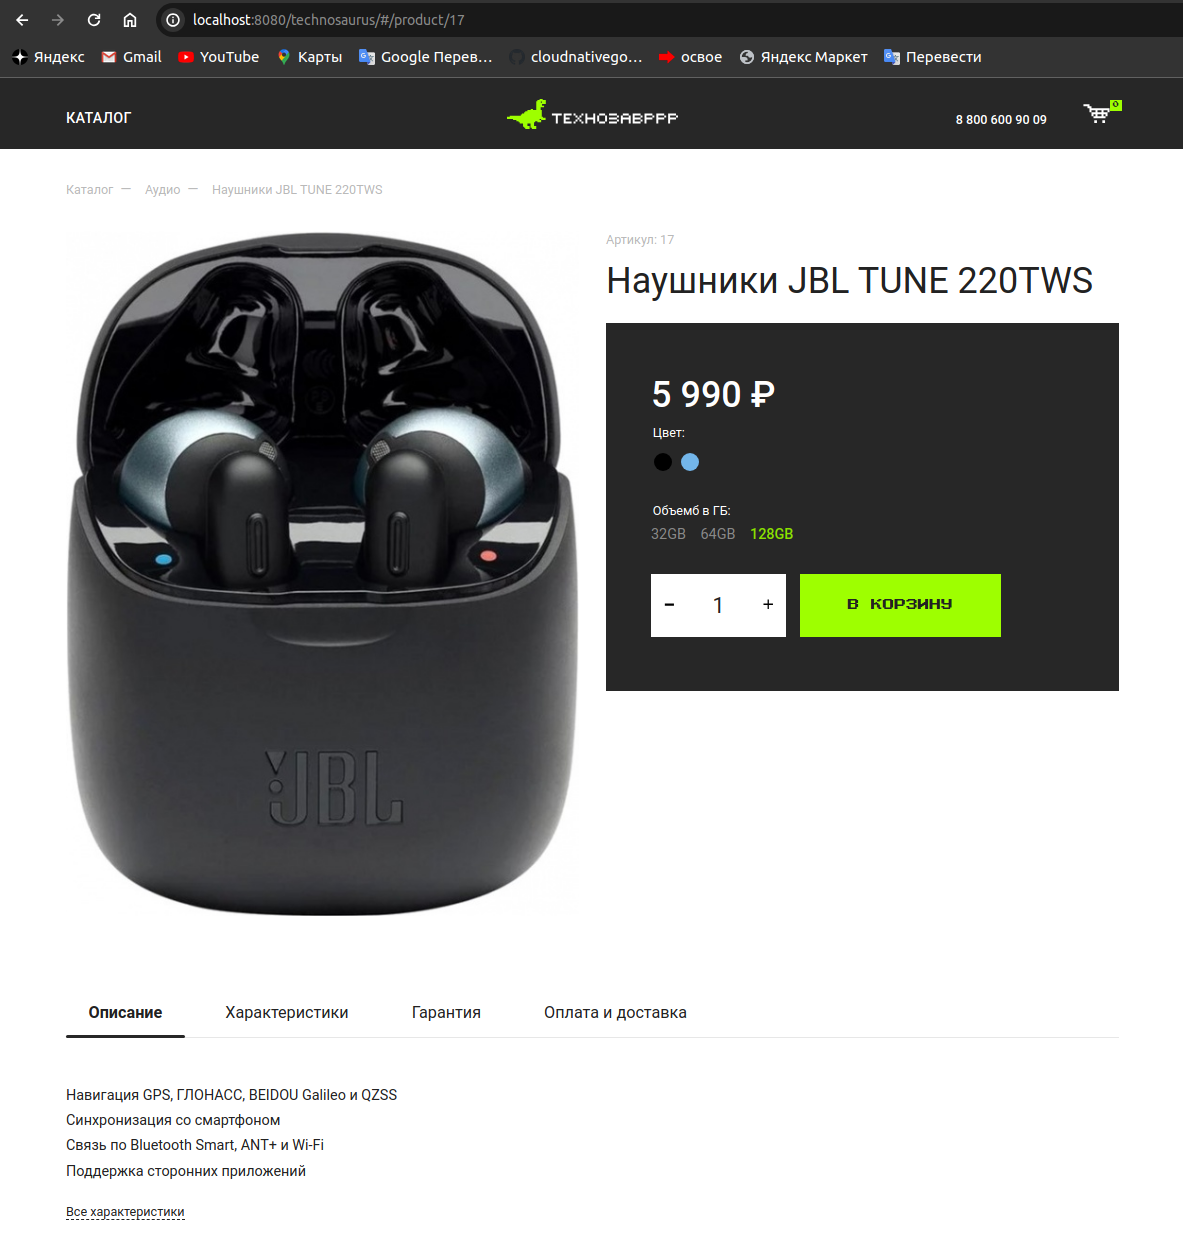 localhost:8080/technosaurus/#/product/17
Яндекс Gmail YouTube Карты Google Перев... cloudnativego... освое Яндекс Маркет Перевести
КАТАЛОГ ТЕХНОЗАВРРР 8 800 600 90 09 0
Каталог — Аудио — Наушники JBL TUNE 220TWS
Артикул: 17
Наушники JBL TUNE 220TWS
5 990 ₽
Цвет:
Объемб в ГБ:
32GB 64GB 128GB
- 1 + В КОРЗИНУ
JBL
Описание Характеристики Гарантия Оплата и доставка
Навигация GPS, ГЛОНАСС, BEIDOU Galileo и QZSS
Синхронизация со смартфоном
Связь по Bluetooth Smart, ANT+ и Wi-Fi
Поддержка сторонних приложений
Все характеристики